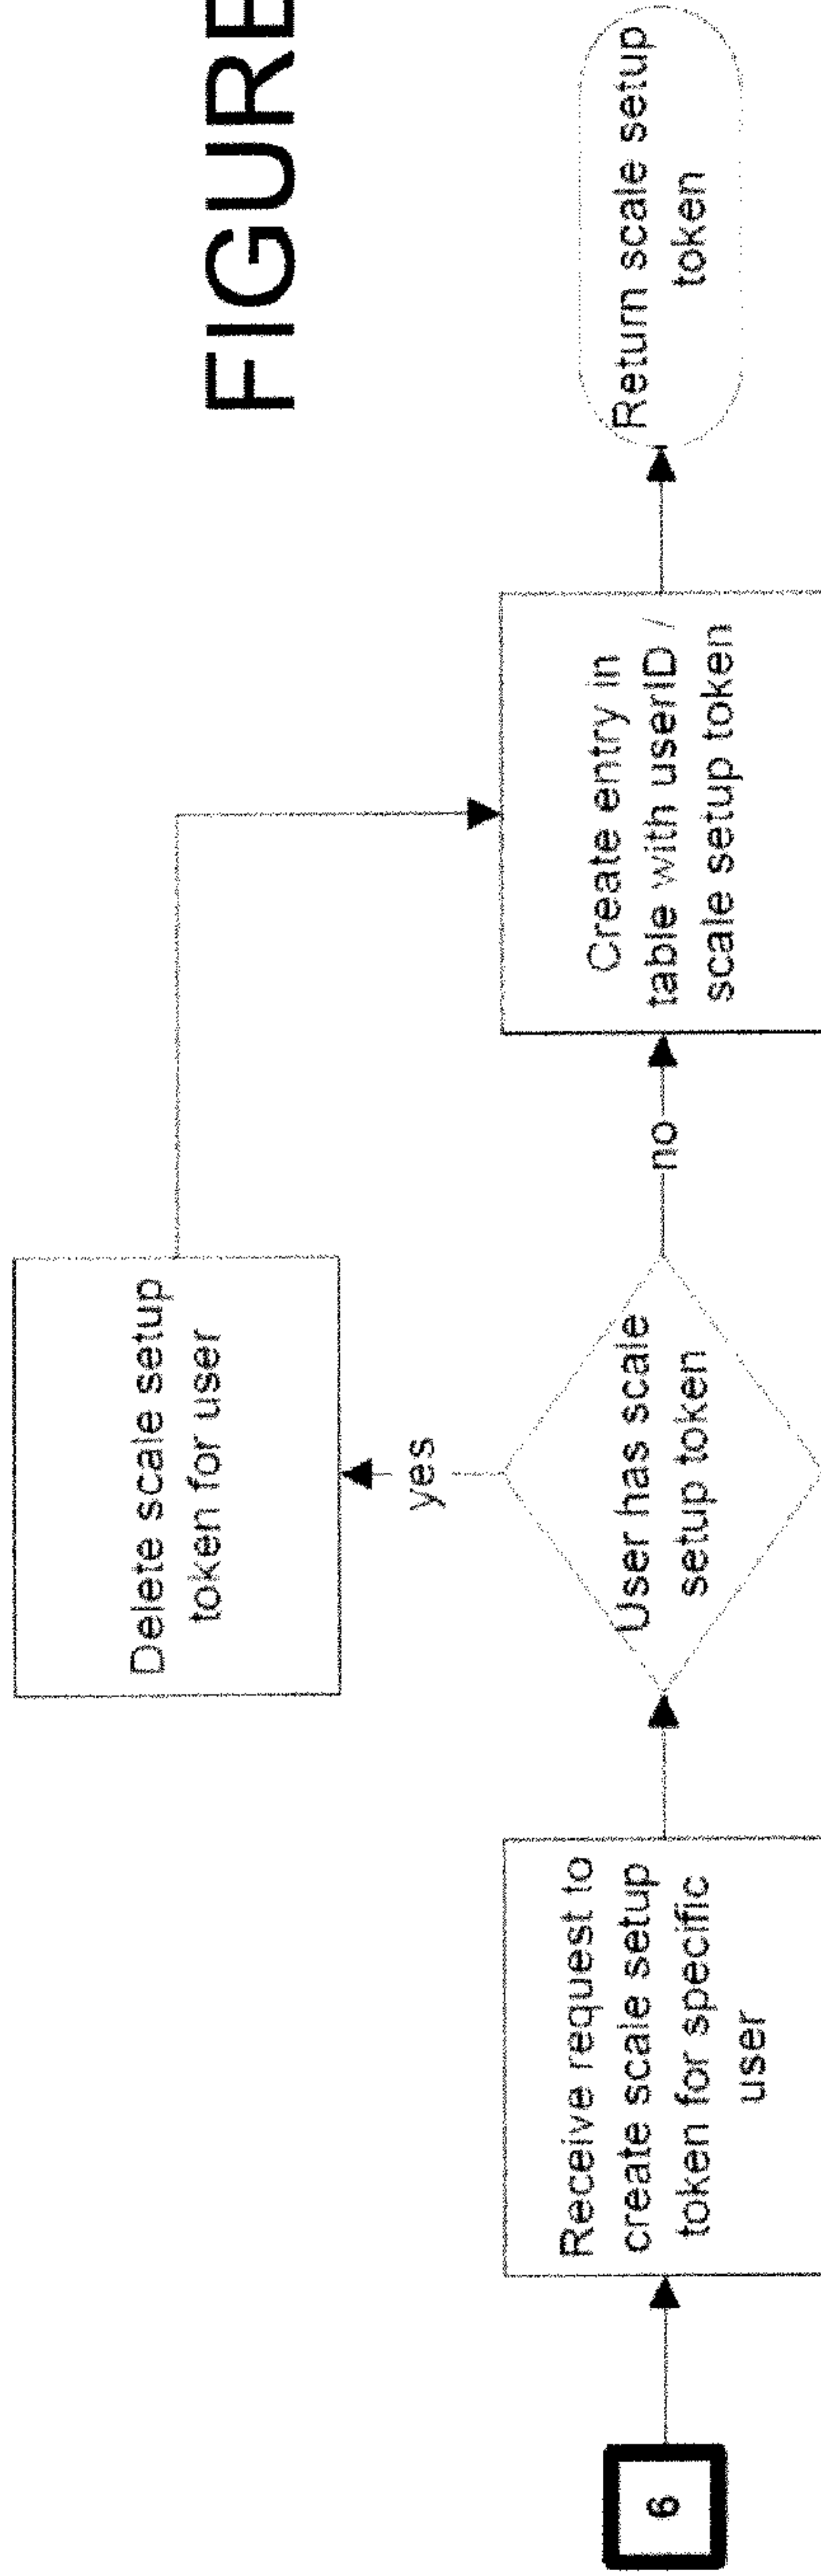 FIGURE
6
Receive request to
create scale setup
token for specific
user
User has scale
setup token
yes
no
Delete scale setup
token for user
Create entry in
table with userID /
scale setup token
Return scale setup
token